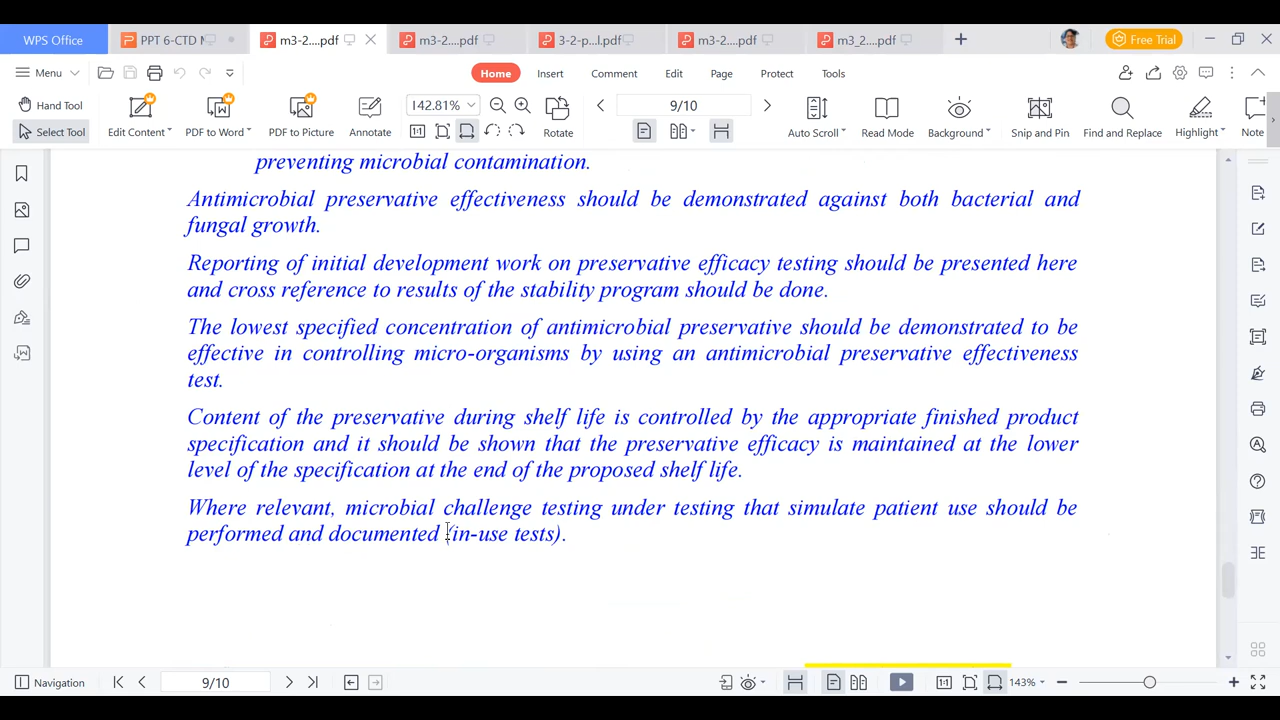 WPS Office
PPT 6-CTD M
m3-2....pdf
m3-2....pdf
3-2-p...l.pdf
m3-2....pdf
m3_2....pdf
Free Trial
Menu
Home
Insert
Comment
Edit
Page
Protect
Tools
Hand Tool
Select Tool
Edit Content
PDF to Word
PDF to Picture
Annotate
142.81%
1:1
Rotate
9/10
Auto Scroll
Read Mode
Background
Snip and Pin
Find and Replace
Highlight
Note
preventing microbial contamination.
Antimicrobial preservative effectiveness should be demonstrated against both bacterial and
fungal growth.
Reporting of initial development work on preservative efficacy testing should be presented here
and cross reference to results of the stability program should be done.
The lowest specified concentration of antimicrobial preservative should be demonstrated to be
effective in controlling micro-organisms by using an antimicrobial preservative effectiveness
test.
Content of the preservative during shelf life is controlled by the appropriate finished product
specification and it should be shown that the preservative efficacy is maintained at the lower
level of the specification at the end of the proposed shelf life.
Where relevant, microbial challenge testing under testing that simulate patient use should be
performed and documented (in-use tests).
Navigation
9/10
1:1
143%